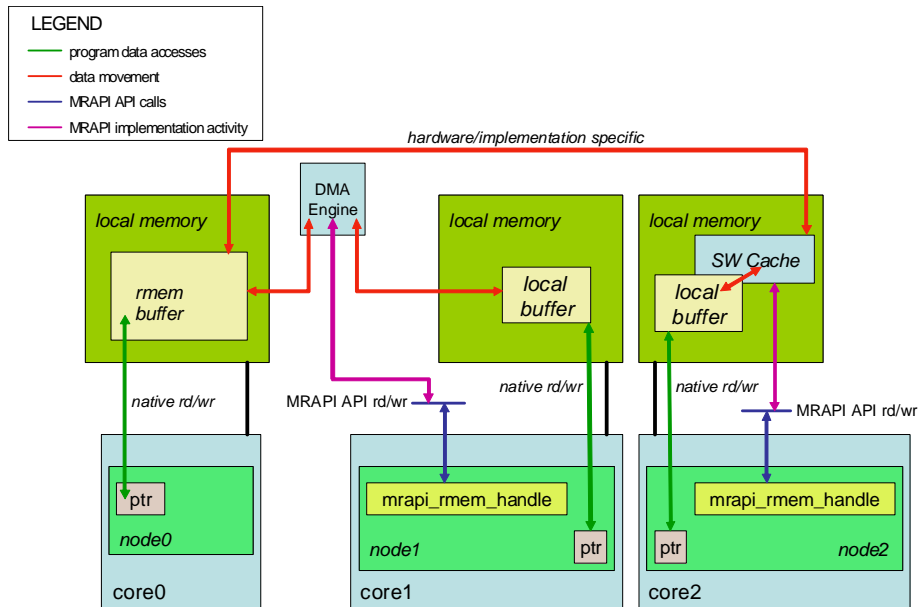 LEGEND
program data accesses
data movement
MRAPI API calls
MRAPI implementation activity
hardware/implementation specific
DMA
Engine
local memory
local memory
local memory
SW Cache
rmem
buffer
local
buffer
local
buffer
native rd/wr
native rd/wr
native rd/wr
MRAPI API rd/wr
MRAPI API rd/wr
ptr
node0
core0
mrapi_rmem_handle
node1
ptr
core1
mrapi_rmem_handle
ptr
node2
core2